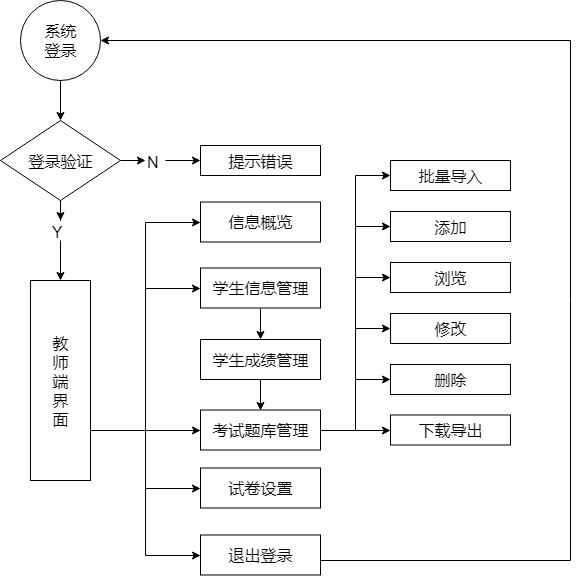 系统
登录
登录验证
N
提示错误
Y
教
师
端
界
面
信息概览
学生信息管理
学生成绩管理
考试题库管理
试卷设置
退出登录
批量导入
添加
浏览
修改
删除
下载导出